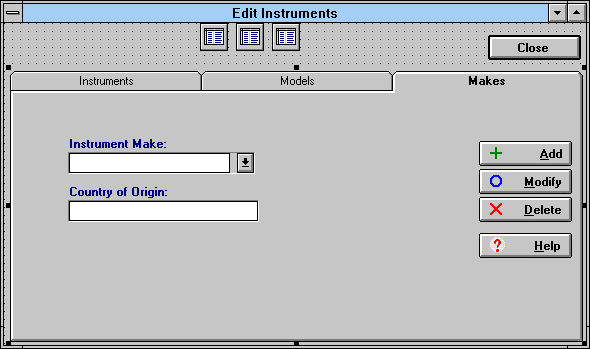 Edit Instruments
Close
Instruments Models Makes
Instrument Make:
Add
Modify
Country of Origin:
Delete
Help